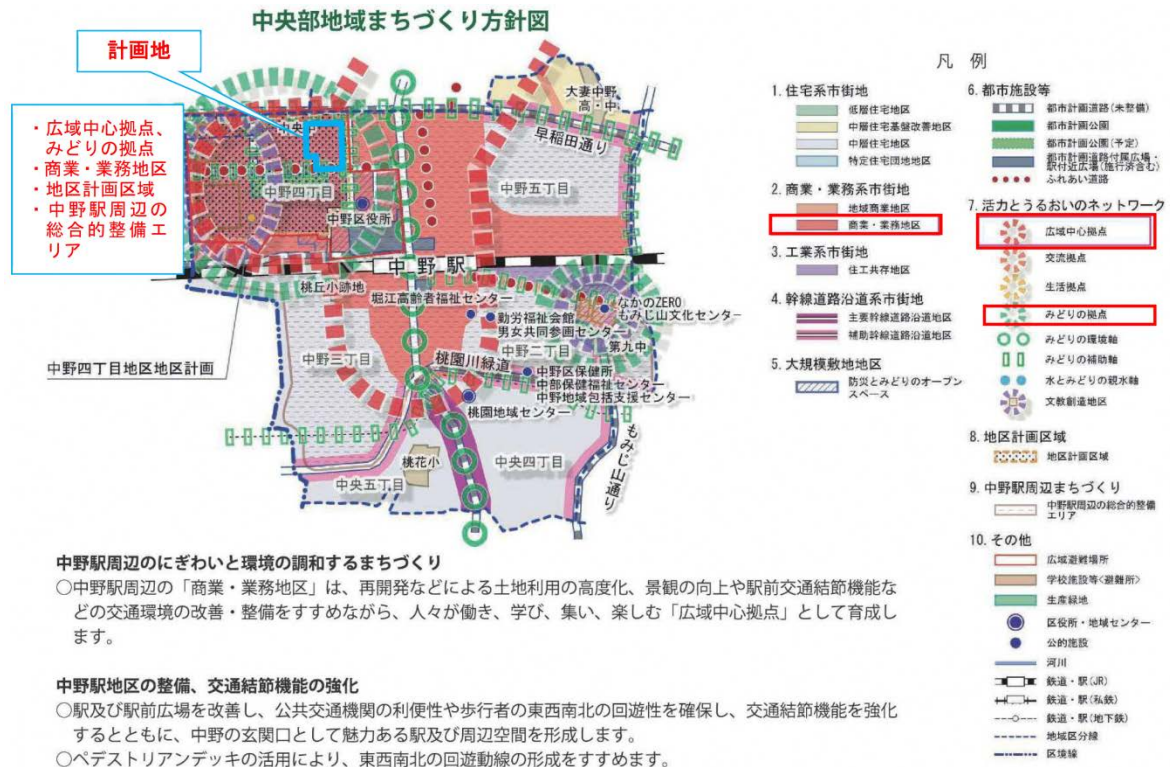 中央部地域まちづくり方針図
計画地
・広域中心拠点、
みどりの拠点
・商業・業務地区
・地区計画区域
・中野駅周辺の
総合的整備エ
リア
大妻中野
高・中
早稲田通り
中野四丁目
中野五丁目
中野区役所
中野駅
桃丘小跡地
堀江高齢者福祉センター
なかのZERO
もみじ山文化センター
勤労福祉会館
男女共同参画センター
第九中
中野三丁目
中野二丁目
桃園川緑道
中野四丁目地区地区計画
中野区保健所
中部保健福祉センター
中野地域包括支援センター
桃園地域センター
もみじ山通り
桃花小
中央四丁目
中央五丁目
凡 例
1. 住宅系市街地
低層住宅地区
中層住宅基盤改善地区
中層住宅地区
特定住宅団地地区
2. 商業・業務系市街地
地域商業地区
商業・業務地区
3. 工業系市街地
住工共存地区
4. 幹線道路沿道系市街地
主要幹線道路沿道地区
補助幹線道路沿道地区
5. 大規模敷地地区
防災とみどりのオープン
スペース
6. 都市施設等
都市計画道路(未整備)
都市計画公園
都市計画公園(予定)
都市計画道路付属広場・
駅付近広場(施行済含む)
ふれあい道路
7. 活力とうるおいのネットワーク
広域中心拠点
交流拠点
生活拠点
みどりの拠点
みどりの環境軸
みどりの補助軸
水とみどりの親水軸
文教創造地区
8. 地区計画区域
地区計画区域
9. 中野駅周辺まちづくり
中野駅周辺の総合的整備
エリア
10. その他
広域避難場所
学校施設等<避難所>
生産緑地
区役所・地域センター
公的施設
河川
鉄道・駅(JR)
鉄道・駅(私鉄)
鉄道・駅(地下鉄)
地域区分線
区境線
中野駅周辺のにぎわいと環境の調和するまちづくり
○中野駅周辺の「商業・業務地区」は、再開発などによる土地利用の高度化、景観の向上や駅前交通結節機能な
どの交通環境の改善・整備をすすめながら、人々が働き、学び、集い、楽しむ「広域中心拠点」として育成し
ます。
中野駅地区の整備、交通結節機能の強化
○駅及び駅前広場を改善し、公共交通機関の利便性や歩行者の東西南北の回遊性を確保し、交通結節機能を強化
するとともに、中野の玄関口として魅力ある駅及び周辺空間を形成します。
○ペデストリアンデッキの活用により、東西南北の回遊動線の形成をすすめます。